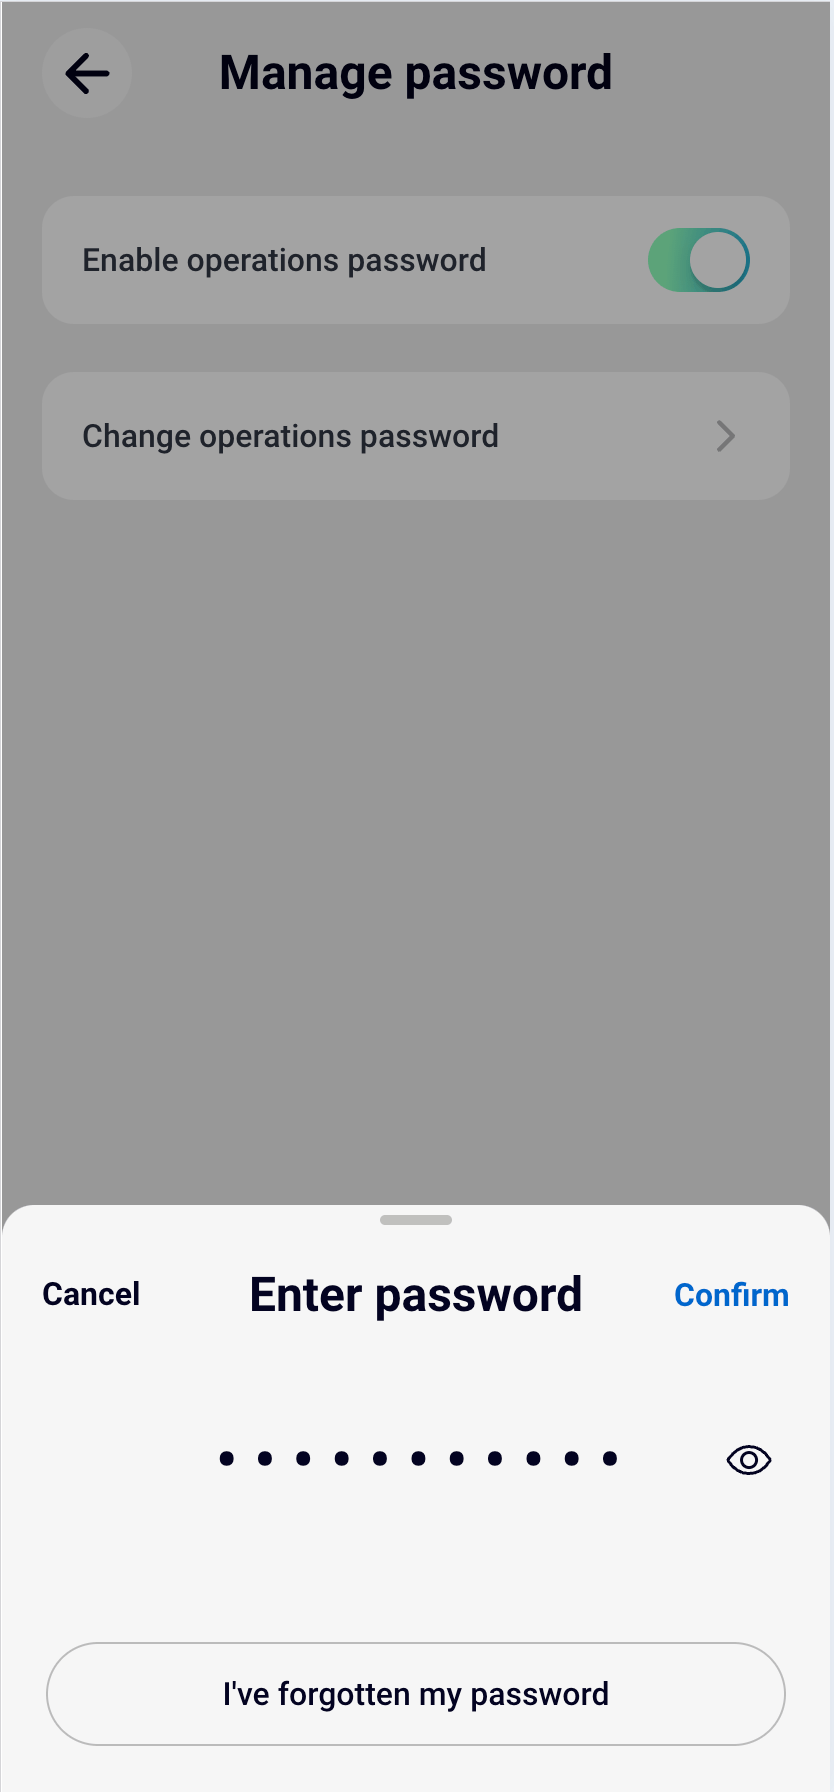 Manage password
Enable operations password
Change operations password
Cancel
Enter password
Confirm
• • • • • • • • • • •
I've forgotten my password